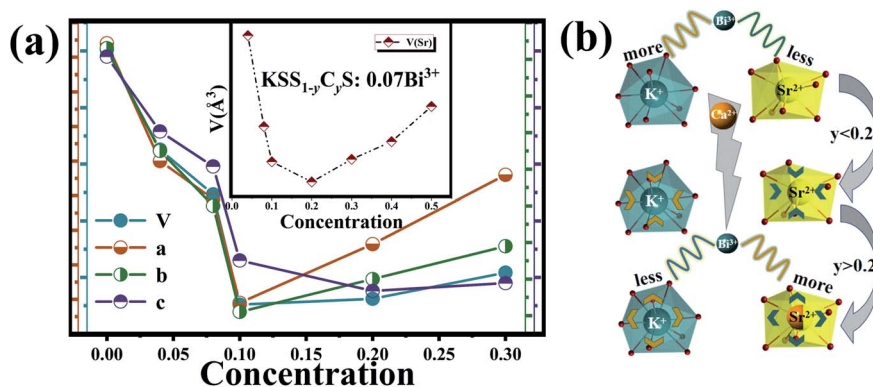 (a)
V(Sr)
KSS₁₋yCyS: 0.07Bi³⁺
V(Å³)
0.0 0.1 0.2 0.3 0.4 0.5
Concentration
V
a
b
c
0.00 0.05 0.10 0.15 0.20 0.25 0.30
Concentration
(b)
Bi³⁺
more
less
K⁺
Sr²⁺
Ca²⁺
y<0.2
K⁺
Sr²⁺
Bi³⁺
y>0.2
less
more
K⁺
Sr²⁺